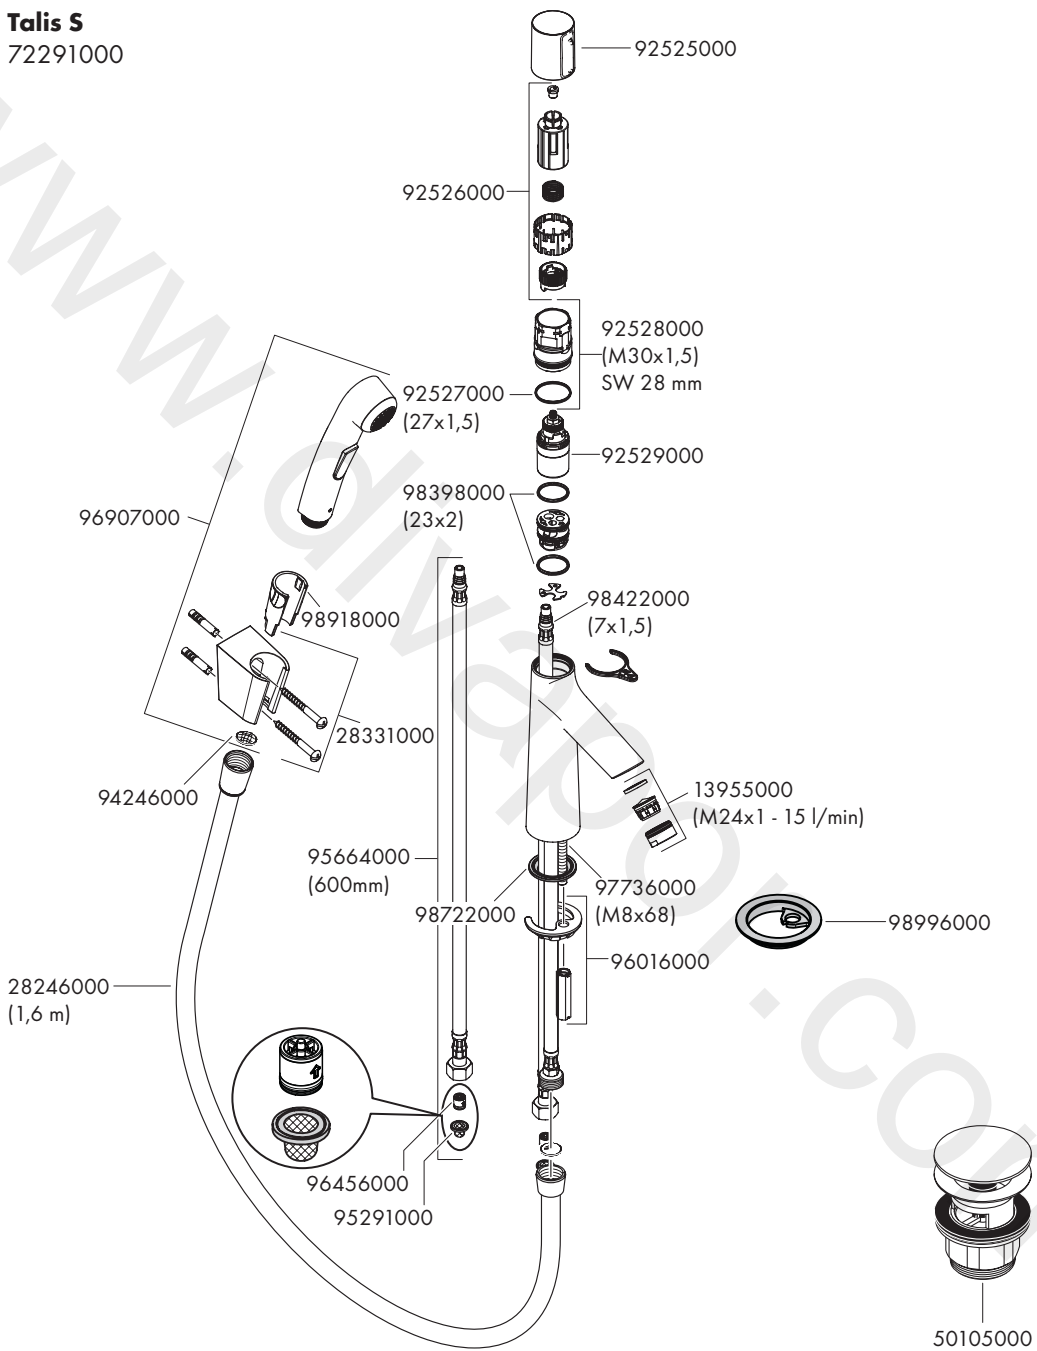 Talis S
72291000
92525000
92526000
92528000
(M30x1,5)
SW 28 mm
92527000
(27x1,5)
92529000
98398000
(23x2)
96907000
98918000
98422000
(7x1,5)
28331000
94246000
13955000
(M24x1 - 15 l/min)
95664000
(600mm)
97736000
(M8x68)
98722000
98996000
96016000
28246000
(1,6 m)
96456000
95291000
50105000
www.divapor.com